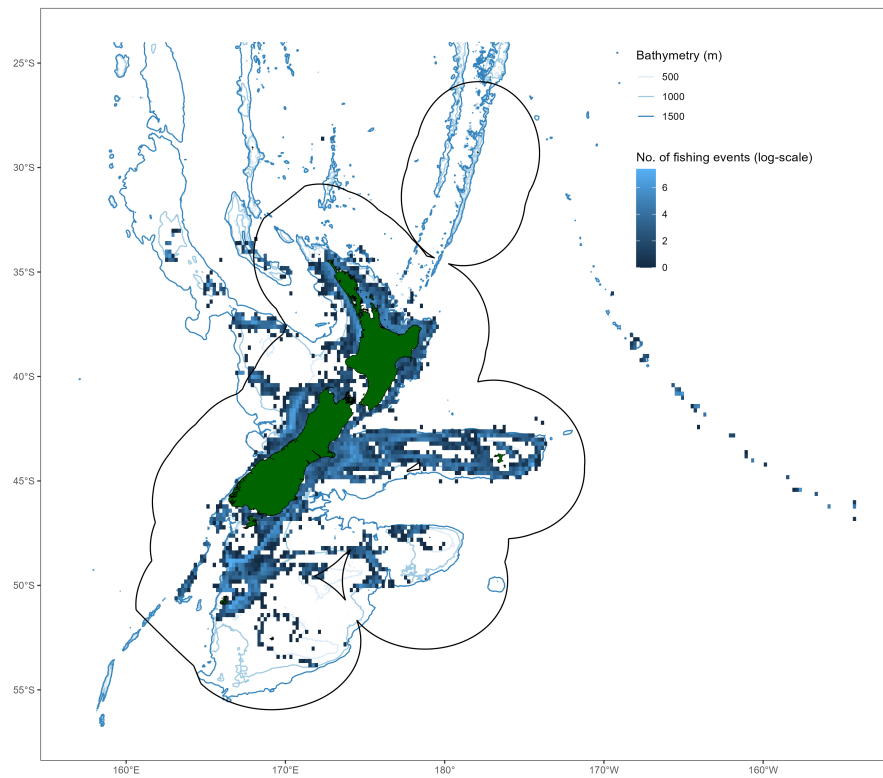 Bathymetry (m)
500
1000
1500
No. of fishing events (log-scale)
6
4
2
0
25°S
30°S
35°S
40°S
45°S
50°S
55°S
160°E
170°E
180°
170°W
160°W